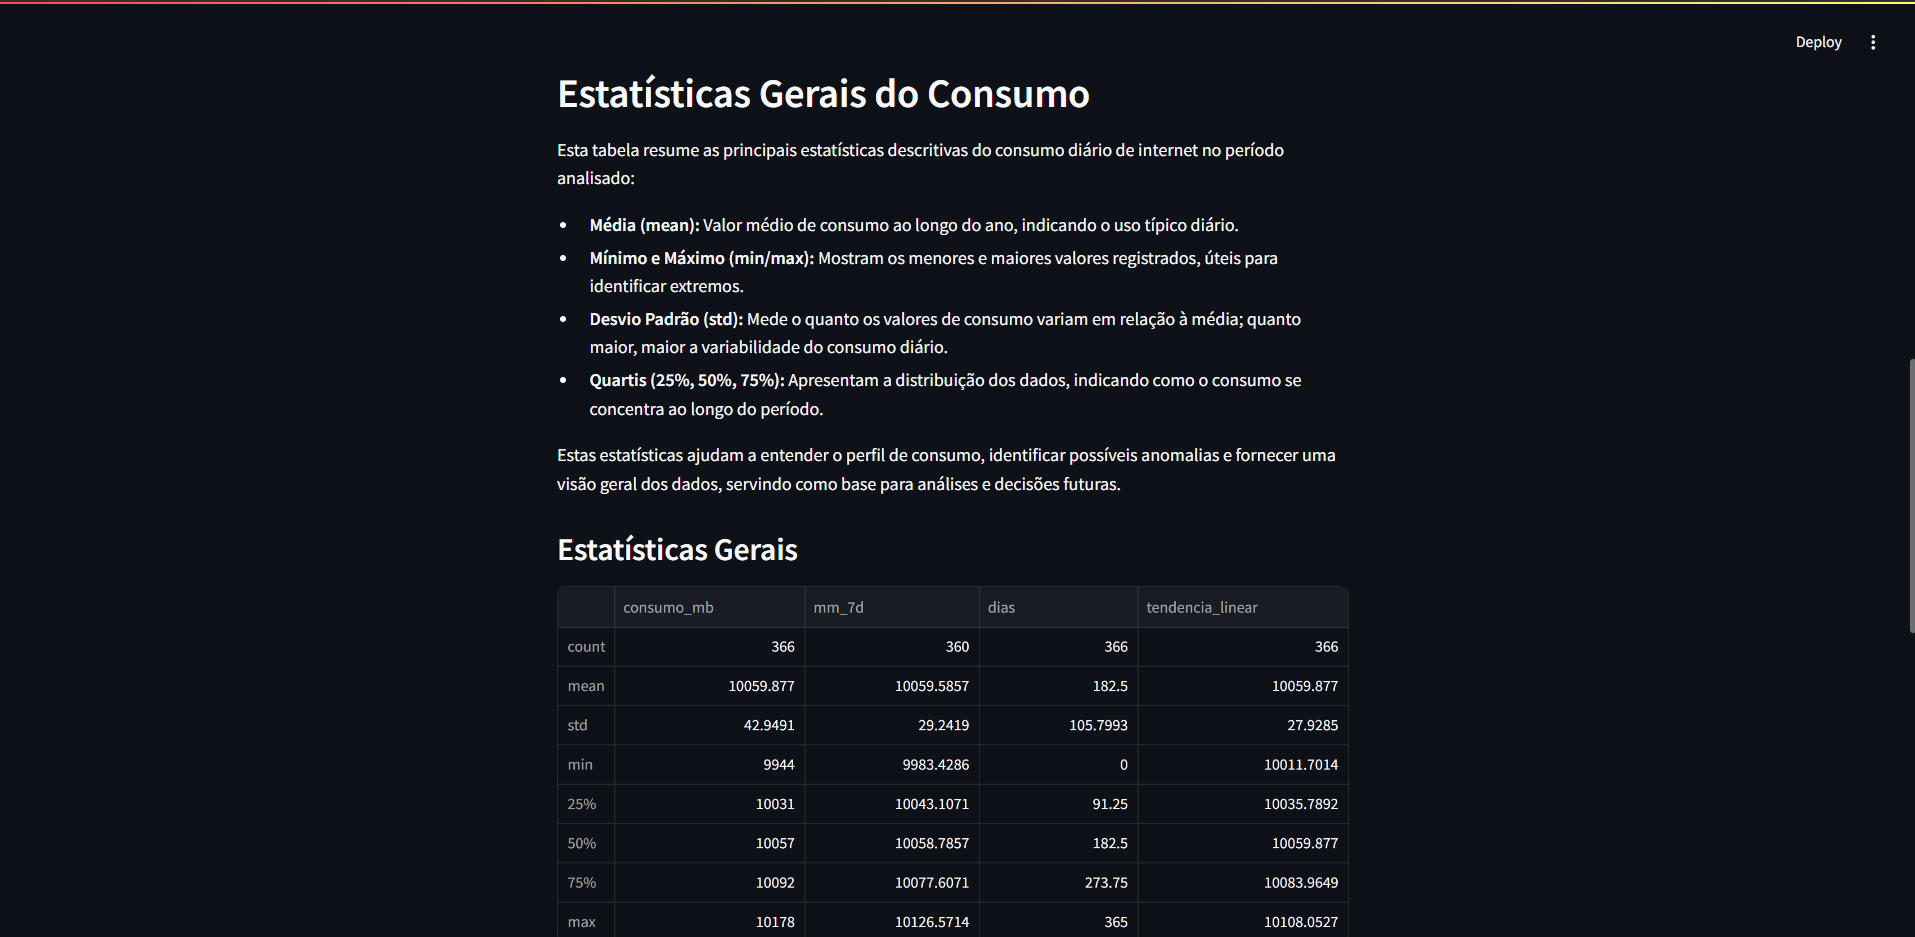 Deploy
Estatísticas Gerais do Consumo
Esta tabela resume as principais estatísticas descritivas do consumo diário de internet no período
analisado:
• Média (mean): Valor médio de consumo ao longo do ano, indicando o uso típico diário.
• Mínimo e Máximo (min/max): Mostram os menores e maiores valores registrados, úteis para
identificar extremos.
• Desvio Padrão (std): Mede o quanto os valores de consumo variam em relação à média; quanto
maior, maior a variabilidade do consumo diário.
• Quartis (25%, 50%, 75%): Apresentam a distribuição dos dados, indicando como o consumo se
concentra ao longo do período.
Estas estatísticas ajudam a entender o perfil de consumo, identificar possíveis anomalias e fornecer uma
visão geral dos dados, servindo como base para análises e decisões futuras.
Estatísticas Gerais
consumo_mb mm_7d dias tendencia_linear
count 366 360 366 366
mean 10059.877 10059.5857 182.5 10059.877
std 42.9491 29.2419 105.7993 27.9285
min 9944 9983.4286 0 10011.7014
25% 10031 10043.1071 91.25 10035.7892
50% 10057 10058.7857 182.5 10059.877
75% 10092 10077.6071 273.75 10083.9649
max 10178 10126.5714 365 10108.0527